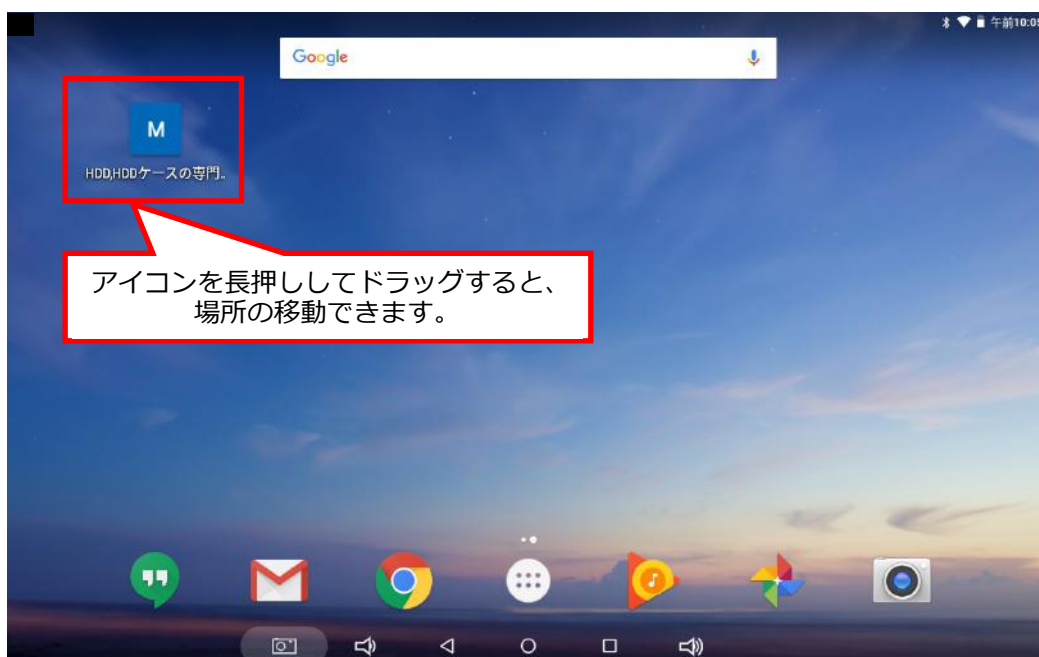 午前10:05
Google
M
HDD,HDDケースの専門..
アイコンを長押ししてドラッグすると、
場所の移動できます。